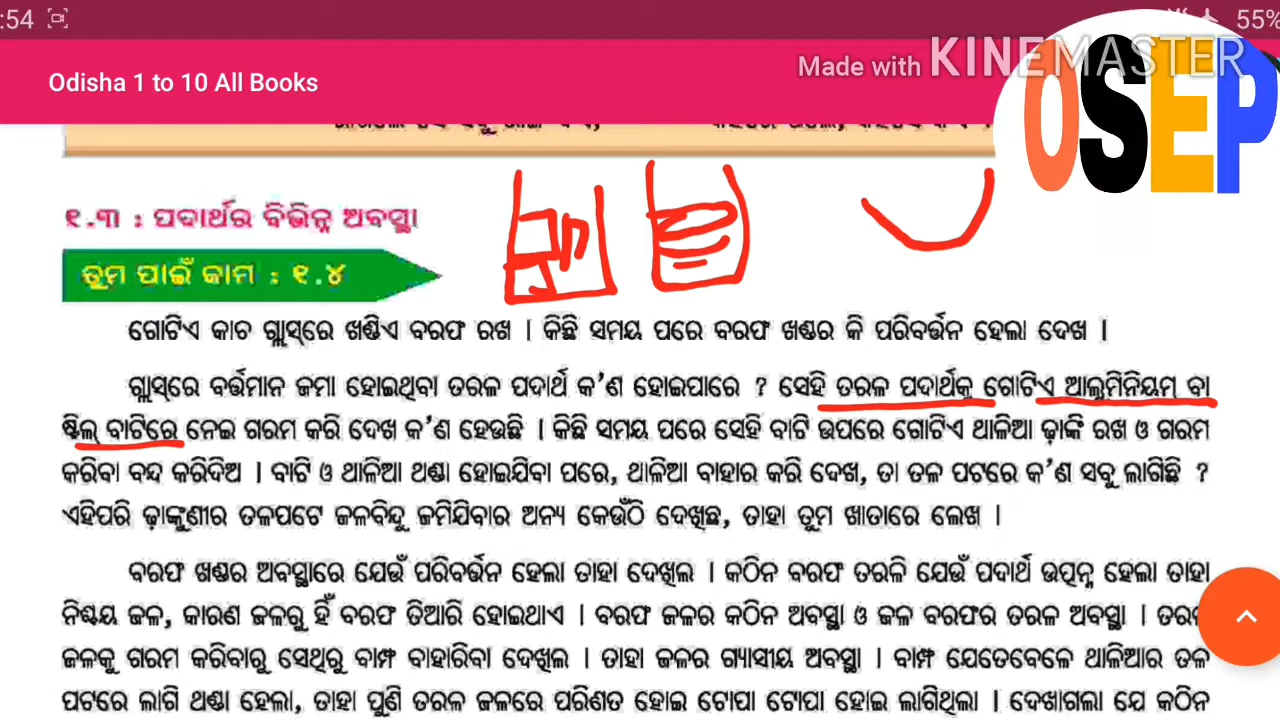 :54
55%
Made with KINEMASTER
Odisha 1 to 10 All Books
OSEP
୧.୩ : ପଦାର୍ଥର ବିଭିନ୍ନ ଅବସ୍ଥା
ତୁମ ପାଇଁ କାମ : ୧.୪
ଗୋଟିଏ କାଚ ଗ୍ଲାସ୍‌ରେ ଖଣ୍ଡିଏ ବରଫ ରଖ । କିଛି ସମୟ ପରେ ବରଫ ଖଣ୍ଡର କି ପରିବର୍ତ୍ତନ ହେଲା ଦେଖ ।
ଗ୍ଲାସ୍‌ରେ ବର୍ତ୍ତମାନ ଜମା ହୋଇଥିବା ତରଳ ପଦାର୍ଥ କ'ଣ ହୋଇପାରେ ? ସେହି ତରଳ ପଦାର୍ଥକୁ ଗୋଟିଏ ଆଲୁମିନିୟମ୍ ବା
ଷ୍ଟିଲ୍ ବାଟିରେ ନେଇ ଗରମ କରି ଦେଖ କ'ଣ ହେଉଛି । କିଛି ସମୟ ପରେ ସେହି ବାଟି ଉପରେ ଗୋଟିଏ ଥାଳିଆ ଢ଼ାଙ୍କି ରଖ ଓ ଗରମ
କରିବା ବନ୍ଦ କରିଦିଅ । ବାଟି ଓ ଥାଳିଆ ଥଣ୍ଡା ହୋଇଯିବା ପରେ, ଥାଳିଆ ବାହାର କରି ଦେଖ, ତା ତଳ ପଟରେ କ'ଣ ସବୁ ଲାଗିଛି ?
ଏହିପରି ଢ଼ାଙ୍କୁଣୀର ତଳପଟେ ଜଳବିନ୍ଦୁ ଜମିଯିବାର ଅନ୍ୟ କେଉଁଠି ଦେଖିଛ, ତାହା ତୁମ ଖାତାରେ ଲେଖ ।
ବରଫ ଖଣ୍ଡର ଅବସ୍ଥାରେ ଯେଉଁ ପରିବର୍ତ୍ତନ ହେଲା ତାହା ଦେଖିଲ । କଠିନ ବରଫ ତରଳି ଯେଉଁ ପଦାର୍ଥ ଉତ୍ପନ୍ନ ହେଲା ତାହା
ନିଶ୍ଚୟ ଜଳ, କାରଣ ଜଳରୁ ହିଁ ବରଫ ତିଆରି ହୋଇଥାଏ । ବରଫ ଜଳର କଠିନ ଅବସ୍ଥା ଓ ଜଳ ବରଫର ତରଳ ଅବସ୍ଥା ।
ଜଳକୁ ଗରମ କରିବାରୁ ସେଥିରୁ ବାମ୍ଫ ବାହାରିବା ଦେଖିଲ । ତାହା ଜଳର ଗ୍ୟାସୀୟ ଅବସ୍ଥା । ବାମ୍ଫ ଯେତେବେଳେ ଥାଳିଆର ତଳ
ପଟରେ ଲାଗି ଥଣ୍ଡା ହେଲା, ତାହା ପୁଣି ତରଳ ଜଳରେ ପରିଣତ ହୋଇ ଟୋପା ଟୋପା ହୋଇ ଲାଗିଥିଲା । ଦେଖାଗଲା ଯେ କଠିନ